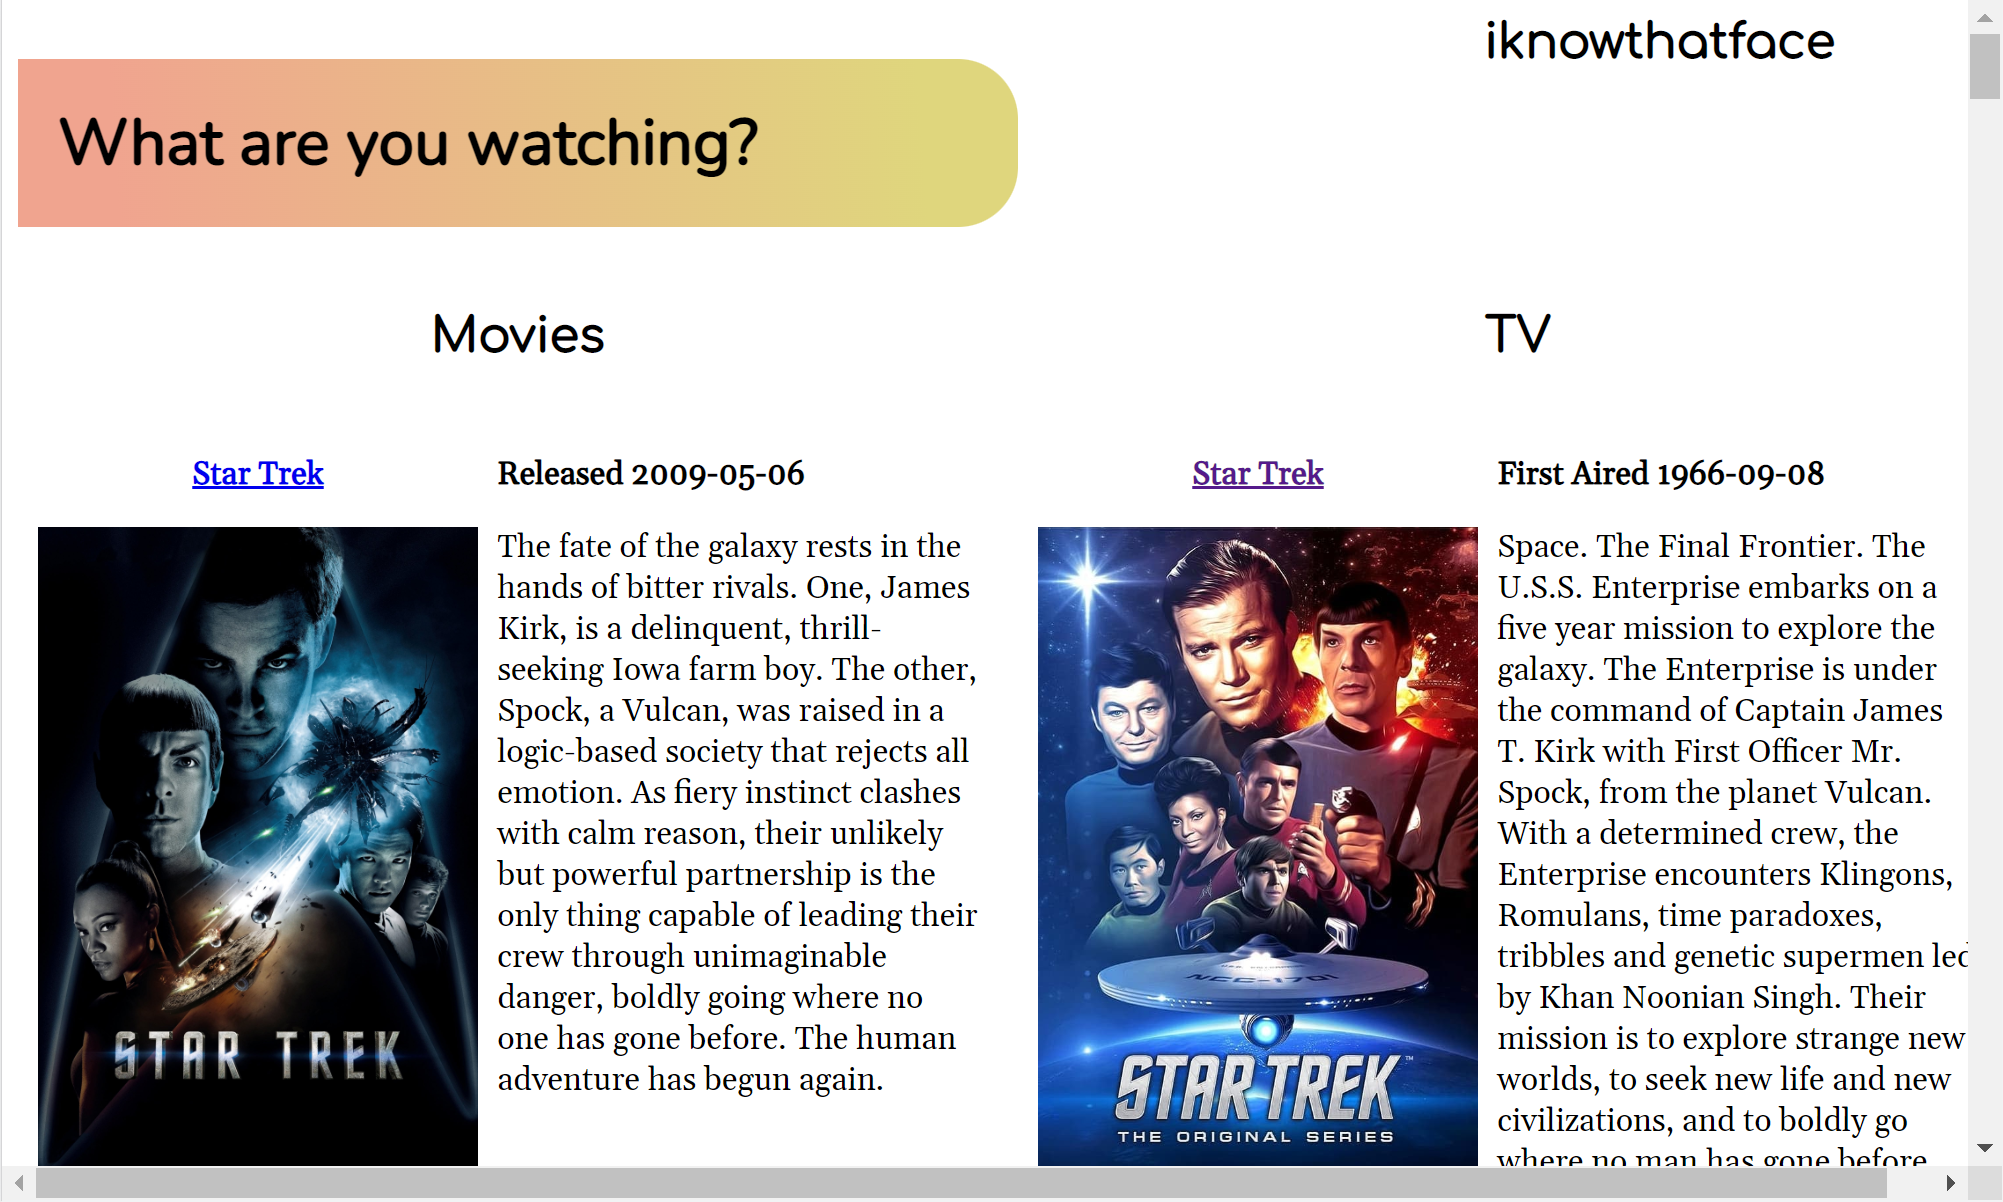 iknowthatface
What are you watching?
Movies
TV
Star Trek
Released 2009-05-06
The fate of the galaxy rests in the
hands of bitter rivals. One, James
Kirk, is a delinquent, thrill-
seeking Iowa farm boy. The other,
Spock, a Vulcan, was raised in a
logic-based society that rejects all
emotion. As fiery instinct clashes
with calm reason, their unlikely
but powerful partnership is the
only thing capable of leading their
crew through unimaginable
danger, boldly going where no
one has gone before. The human
adventure has begun again.
STAR TREK
Star Trek
First Aired 1966-09-08
Space. The Final Frontier. The
U.S.S. Enterprise embarks on a
five year mission to explore the
galaxy. The Enterprise is under
the command of Captain James
T. Kirk with First Officer Mr.
Spock, from the planet Vulcan.
With a determined crew, the
Enterprise encounters Klingons,
Romulans, time paradoxes,
tribbles and genetic supermen led
by Khan Noonian Singh. Their
mission is to explore strange new
worlds, to seek new life and new
civilizations, and to boldly go
where no man has gone before
NCC-1701
STAR TREK™
THE ORIGINAL SERIES